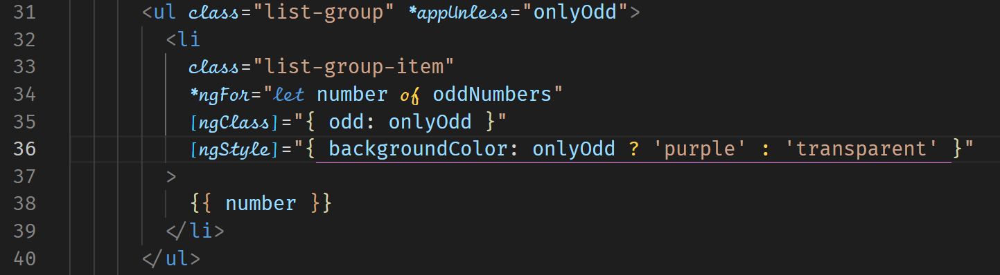 31 <ul class="list-group" *appUnless="onlyOdd">
32 <li
33 class="list-group-item"
34 *ngFor="let number of oddNumbers"
35 [ngClass]="{ odd: onlyOdd }"
36 [ngStyle]="{ backgroundColor: onlyOdd ? 'purple' : 'transparent' }"
37 >
38 {{ number }}
39 </li>
40 </ul>